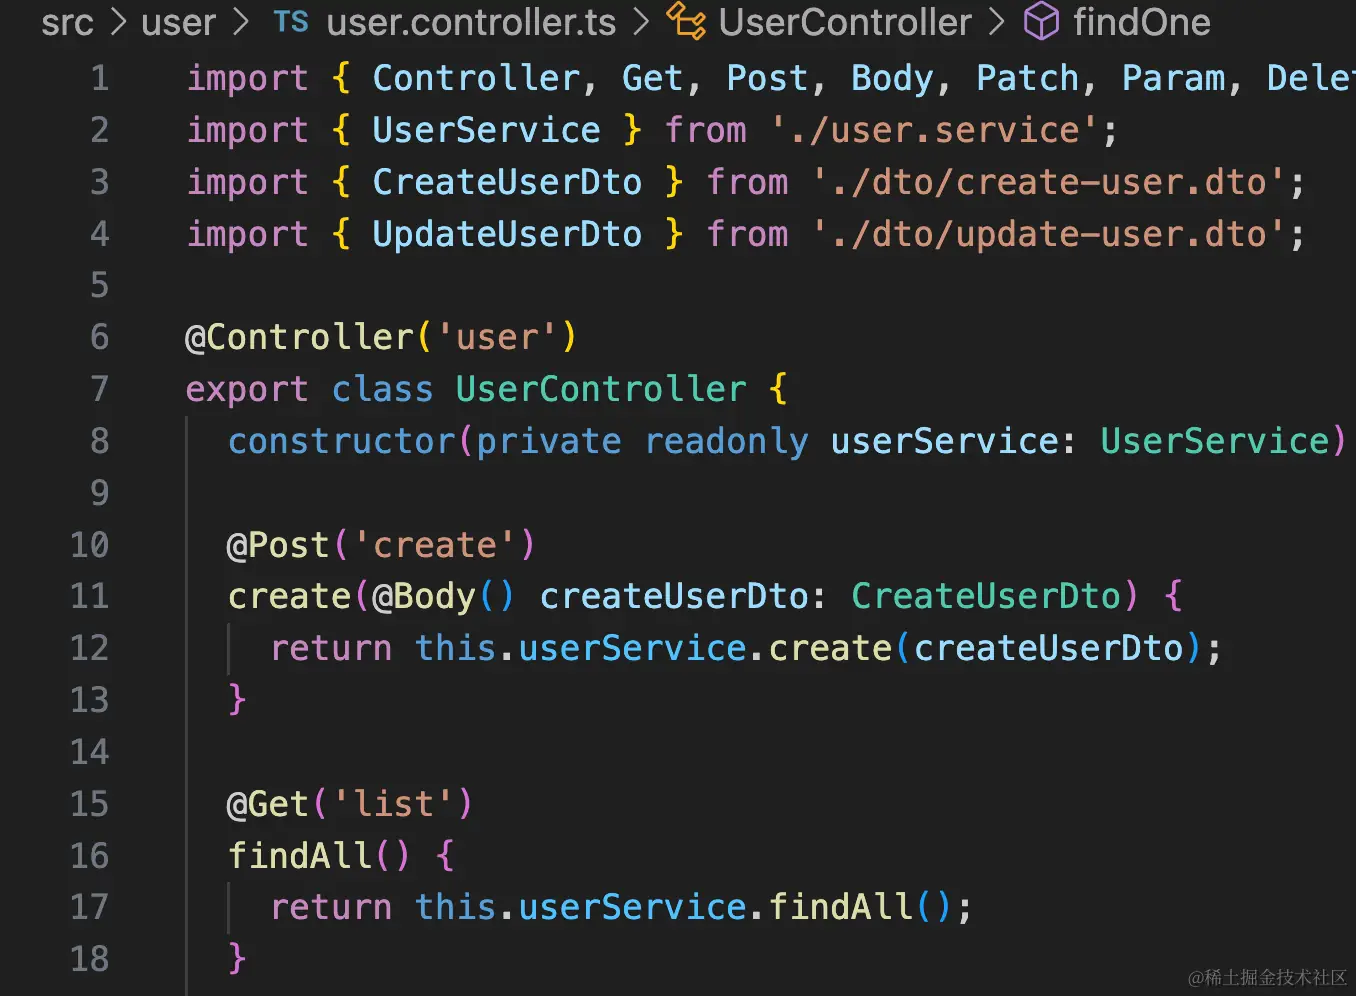 src > user > TS user.controller.ts > UserController > findOne
1 import { Controller, Get, Post, Body, Patch, Param, Delet
2 import { UserService } from './user.service';
3 import { CreateUserDto } from './dto/create-user.dto';
4 import { UpdateUserDto } from './dto/update-user.dto';
5
6 @Controller('user')
7 export class UserController {
8 constructor(private readonly userService: UserService)
9
10 @Post('create')
11 create(@Body() createUserDto: CreateUserDto) {
12 return this.userService.create(createUserDto);
13 }
14
15 @Get('list')
16 findAll() {
17 return this.userService.findAll();
18 }
@稀土掘金技术社区